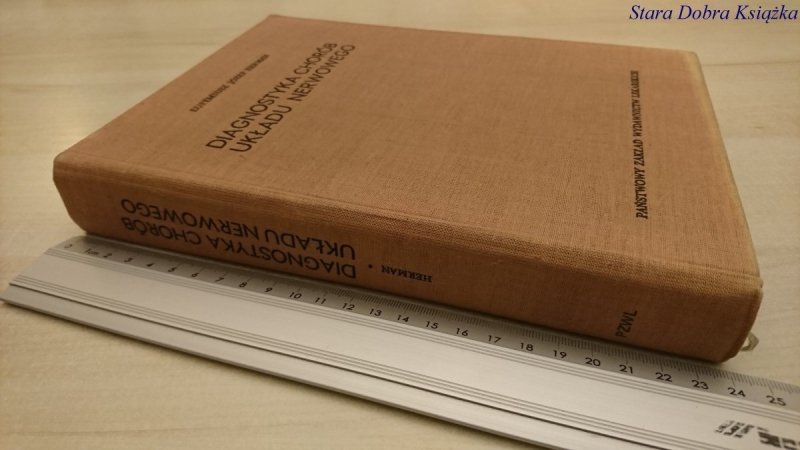 Stara Dobra Książka
EUFEMIUSZ JÓZEF HERMAN
DIAGNOSTYKA CHORÓB
UKŁADU NERWOWEGO
PAŃSTWOWY ZAKŁAD WYDAWNICTW LEKARSKICH
DIAGNOSTYKA CHORÓB
UKŁADU NERWOWEGO
• HERMAN
PZWL
1cm 2 3 4 5 6 7 8 9 10 11 12 13 14 15 16 17 18 19 20 21 22 23 24 25